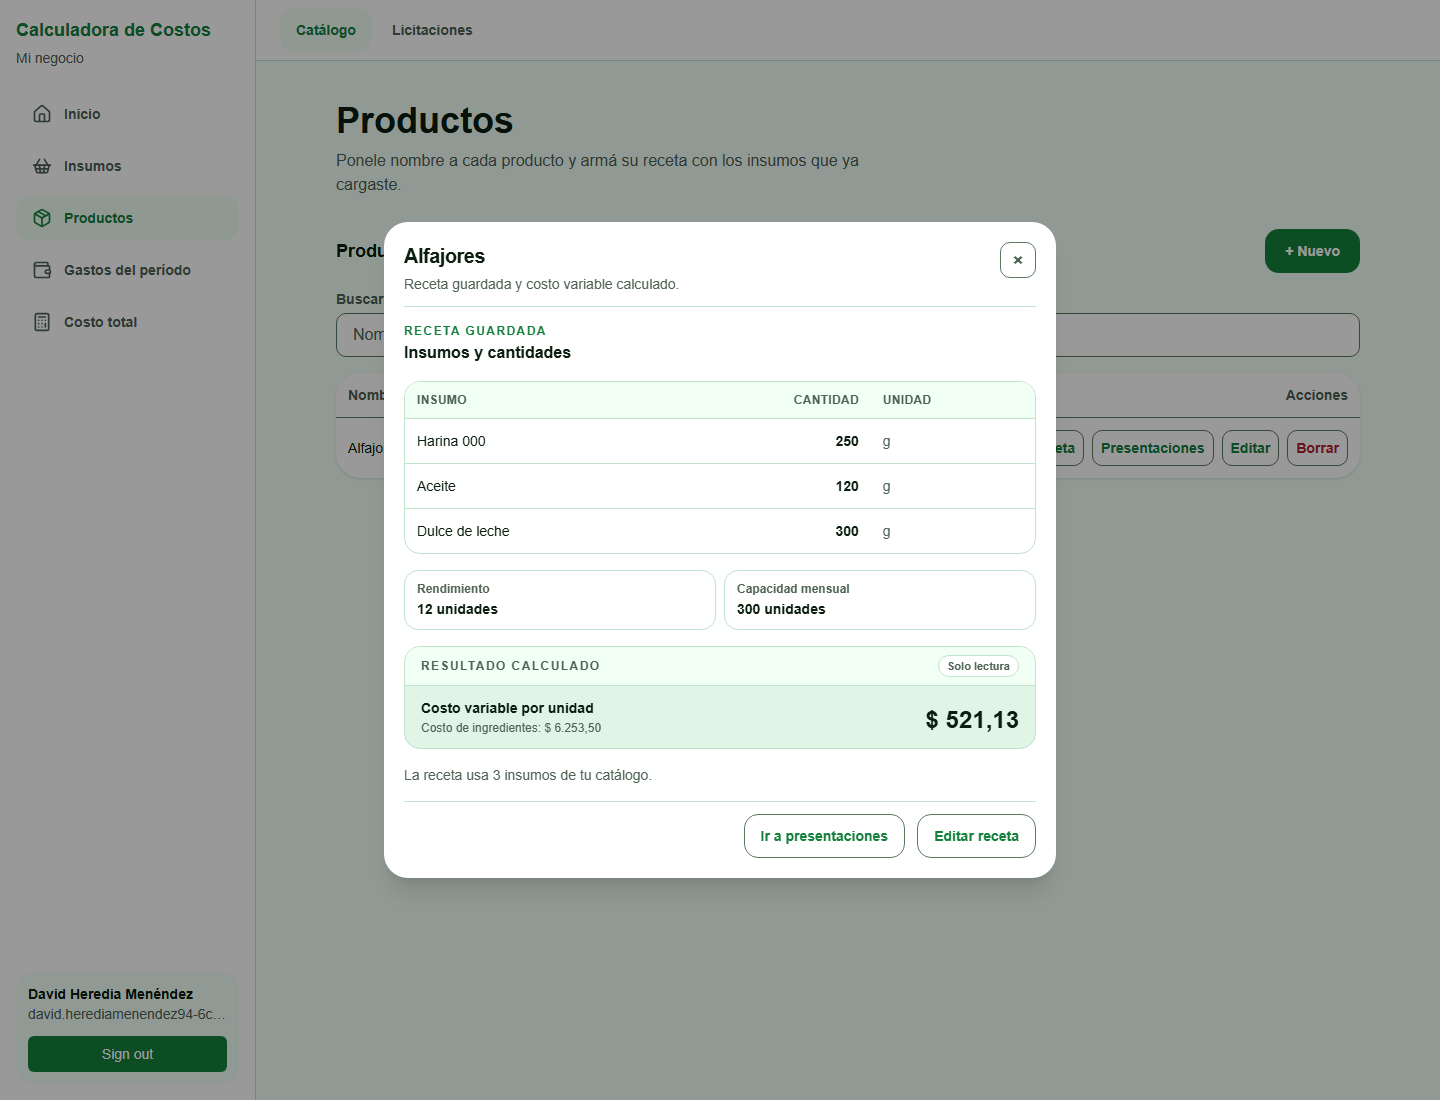 Calculadora de Costos
Mi negocio
Inicio
Insumos
Productos
Gastos del período
Costo total
David Heredia Menéndez
david.herediamenendez94-6c...
Sign out
Catálogo
Licitaciones
Productos
Ponele nombre a cada producto y armá su receta con los insumos que ya
cargaste.
+ Nuevo
Buscar
Acciones
Presentaciones
Editar
Borrar
Alfajores
×
Receta guardada y costo variable calculado.
RECETA GUARDADA
Insumos y cantidades
INSUMO CANTIDAD UNIDAD
Harina 000 250 g
Aceite 120 g
Dulce de leche 300 g
Rendimiento
12 unidades
Capacidad mensual
300 unidades
RESULTADO CALCULADO
Solo lectura
Costo variable por unidad
Costo de ingredientes: $ 6.253,50
$ 521,13
La receta usa 3 insumos de tu catálogo.
Ir a presentaciones
Editar receta